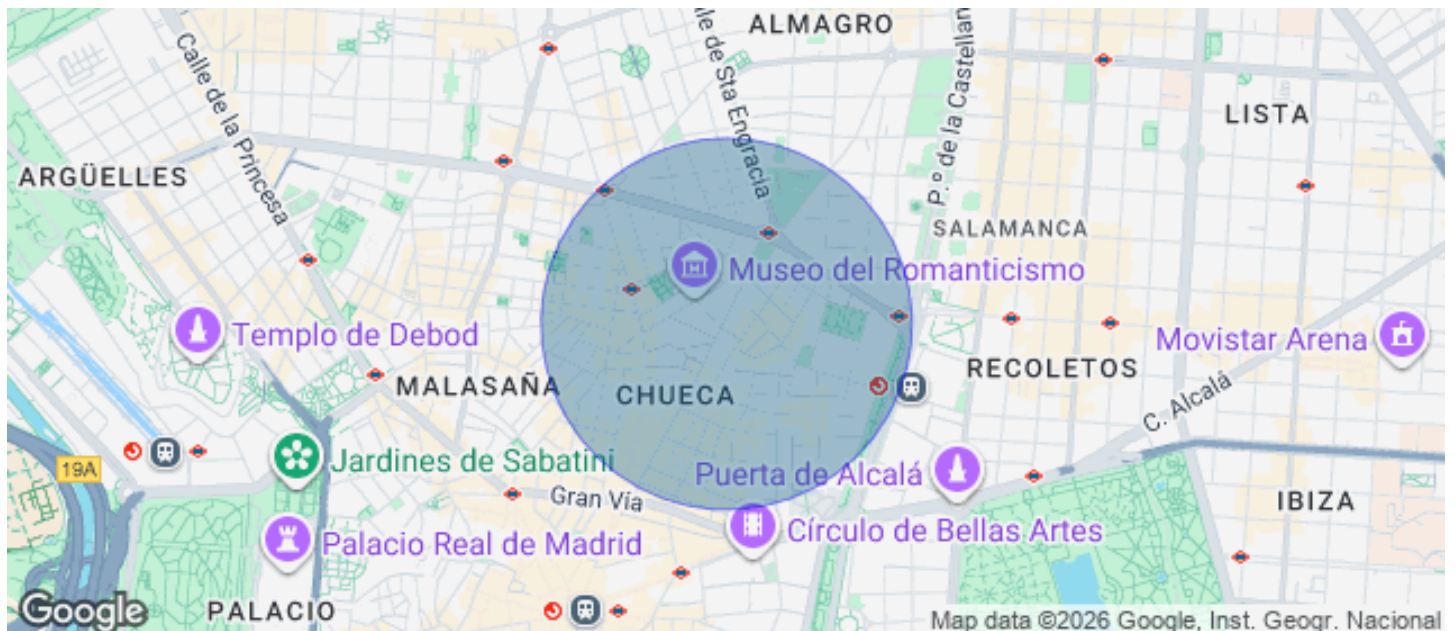 ALMAGRO
Calle de la Princesa
lle de Sta Engracia
P.º de la Castellan
LISTA
ARGÜELLES
SALAMANCA
Museo del Romanticismo
Templo de Debod
Movistar Arena
RECOLETOS
MALASAÑA
CHUECA
C. Alcalá
Jardines de Sabatini
19A
Puerta de Alcalá
Gran Vía
IBIZA
Círculo de Bellas Artes
Palacio Real de Madrid
Google
PALACIO
Map data ©2026 Google, Inst. Geogr. Nacional